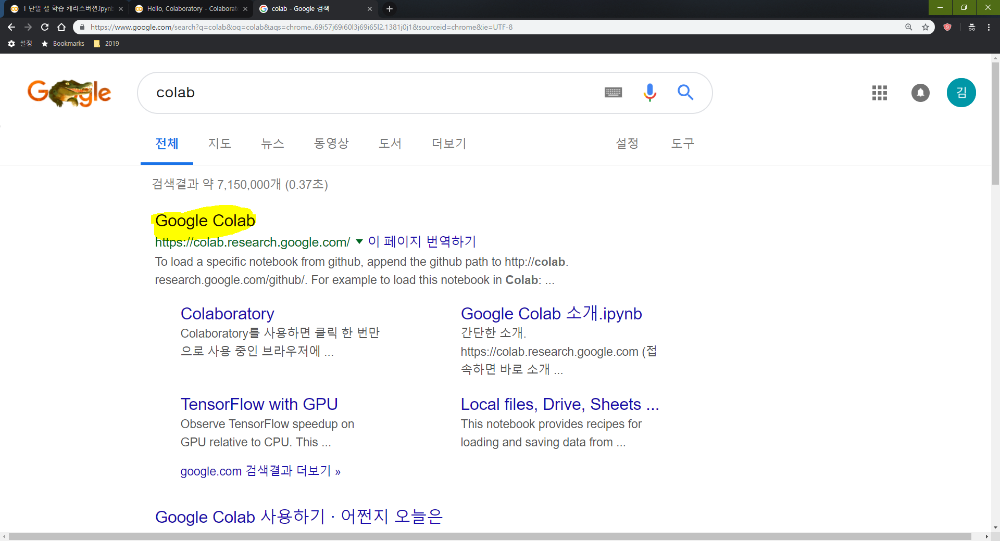 1 단일 셀 학습 케라스버젼.ipynb
Hello, Colaboratory - Colaborato
colab - Google 검색
https://www.google.com/search?q=colab&oq=colab&aqs=chrome..69i57j69i60l3j69i65l2.1381j0j1&sourceid=chrome&ie=UTF-8
설정 Bookmarks 2019
Google
colab
김
전체 지도 뉴스 동영상 도서 더보기 설정 도구
검색결과 약 7,150,000개 (0.37초)
Google Colab
https://colab.research.google.com/ 이 페이지 번역하기
To load a specific notebook from github, append the github path to http://colab.
research.google.com/github/. For example to load this notebook in Colab: ...
Colaboratory
Colaboratory를 사용하면 클릭 한 번만
으로 사용 중인 브라우저에 ...
Google Colab 소개.ipynb
간단한 소개.
https://colab.research.google.com (접
속하면 바로 소개 ...
TensorFlow with GPU
Observe TensorFlow speedup on
GPU relative to CPU. This ...
Local files, Drive, Sheets ...
This notebook provides recipes for
loading and saving data from ...
google.com 검색결과 더보기 »
Google Colab 사용하기 · 어쩐지 오늘은